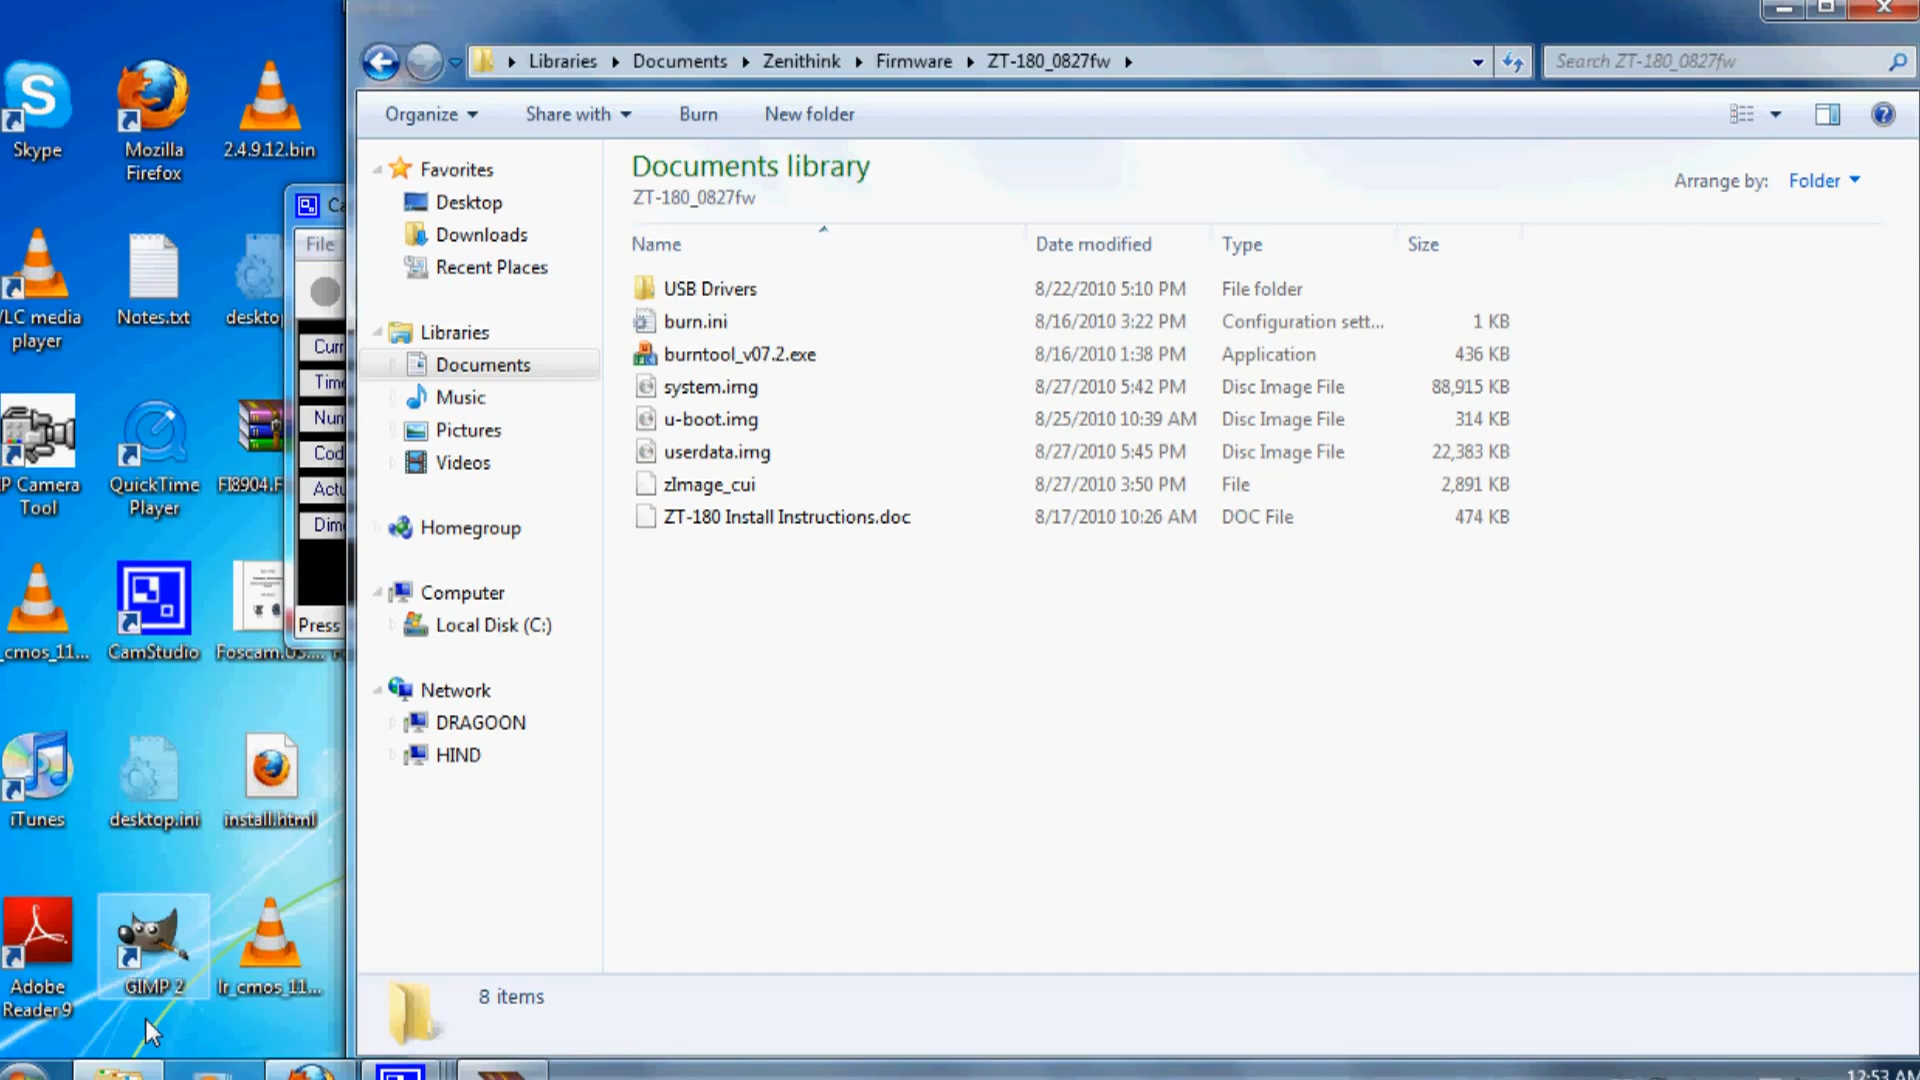 Libraries Documents Zenithink Firmware ZT-180_0827fw
Search ZT-180_0827fw
Organize Share with Burn New folder
Skype
Mozilla
Firefox
2.4.9.12.bin
VLC media
player
Notes.txt
IP Camera
Tool
QuickTime
Player
CamStudio
iTunes
desktop.ini
install.html
Adobe
Reader 9
GIMP 2
lr_cmos_11...
_cmos_11...
File
Press
Favorites
Desktop
Downloads
Recent Places
Libraries
Documents
Music
Pictures
Videos
Homegroup
Computer
Local Disk (C:)
Network
DRAGOON
HIND
Documents library
ZT-180_0827fw
Arrange by: Folder
Name Date modified Type Size
USB Drivers 8/22/2010 5:10 PM File folder
burn.ini 8/16/2010 3:22 PM Configuration sett... 1 KB
burntool_v07.2.exe 8/16/2010 1:38 PM Application 436 KB
system.img 8/27/2010 5:42 PM Disc Image File 88,915 KB
u-boot.img 8/25/2010 10:39 AM Disc Image File 314 KB
userdata.img 8/27/2010 5:45 PM Disc Image File 22,383 KB
zImage_cui 8/27/2010 3:50 PM File 2,891 KB
ZT-180 Install Instructions.doc 8/17/2010 10:26 AM DOC File 474 KB
8 items
12:53 AM